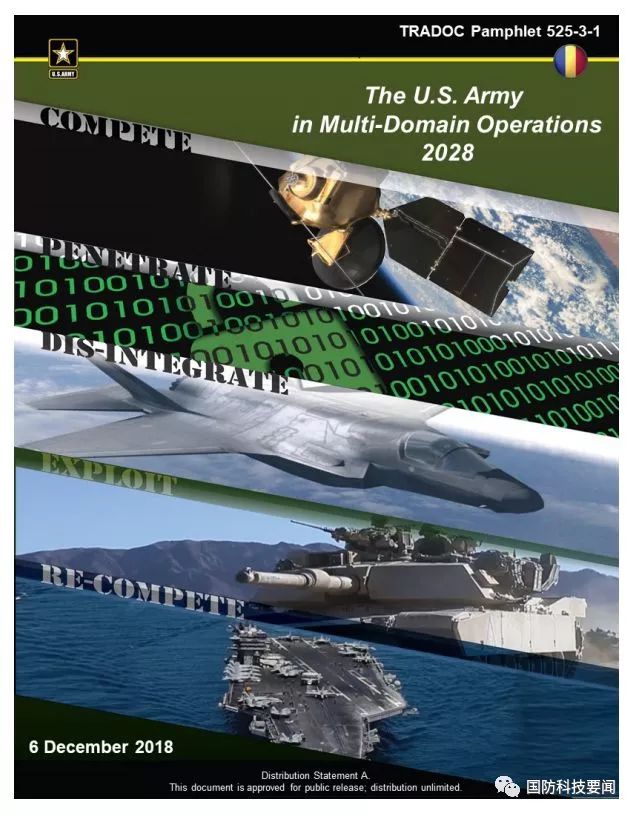 TRADOC Pamphlet 525-3-1
U.S.ARMY
The U.S. Army
in Multi-Domain Operations
2028
COMPETE
PENETRATE
DIS-INTEGRATE
EXPLOIT
RE-COMPETE
6 December 2018
Distribution Statement A.
This document is approved for public release; distribution unlimited.
国防科技要闻